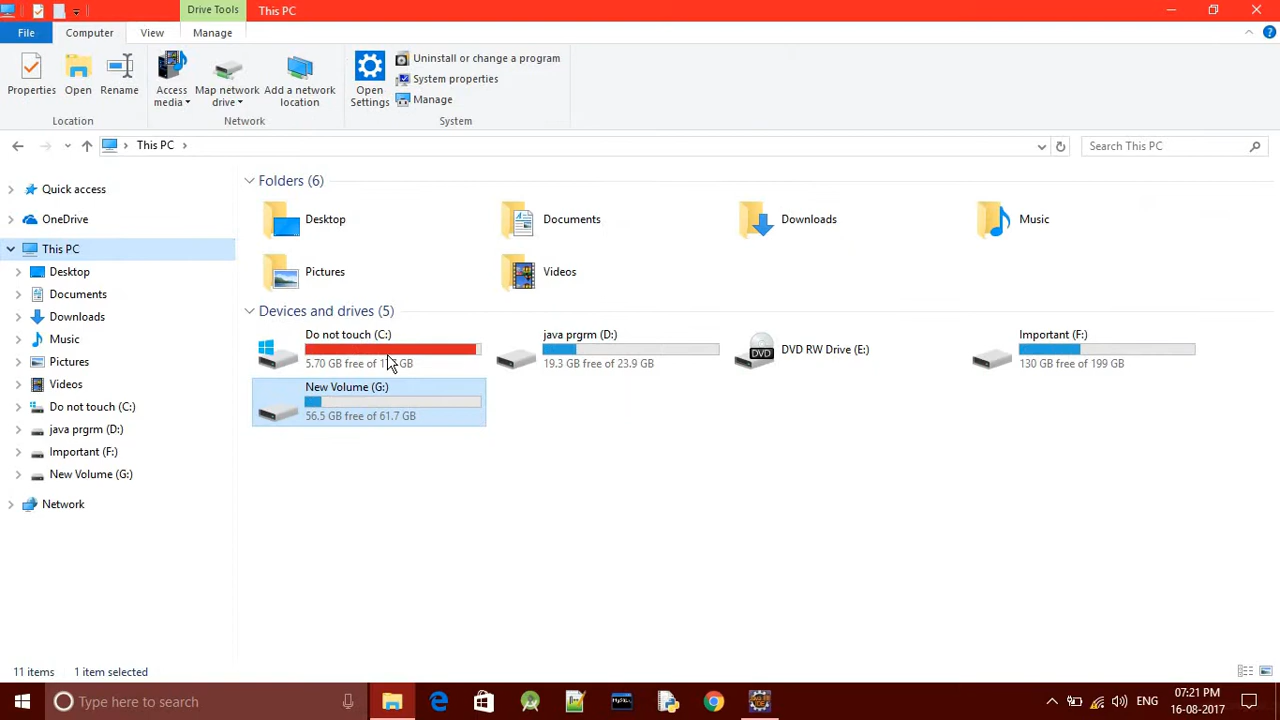 Drive Tools This PC
File Computer View Manage
Properties Open Rename Access media Map network drive Add a network location Open Settings Uninstall or change a program
System properties
Manage
Location Network System
This PC Search This PC
Quick access
OneDrive
This PC
Desktop
Documents
Downloads
Music
Pictures
Videos
Do not touch (C:)
java prgrm (D:)
Important (F:)
New Volume (G:)
Network
Folders (6)
Desktop Documents Downloads Music
Pictures Videos
Devices and drives (5)
Do not touch (C:) java prgrm (D:) DVD RW Drive (E:) Important (F:)
5.70 GB free of GB 19.3 GB free of 23.9 GB DVD 130 GB free of 199 GB
New Volume (G:)
56.5 GB free of 61.7 GB
11 items 1 item selected
Type here to search ENG 07:21 PM
16-08-2017